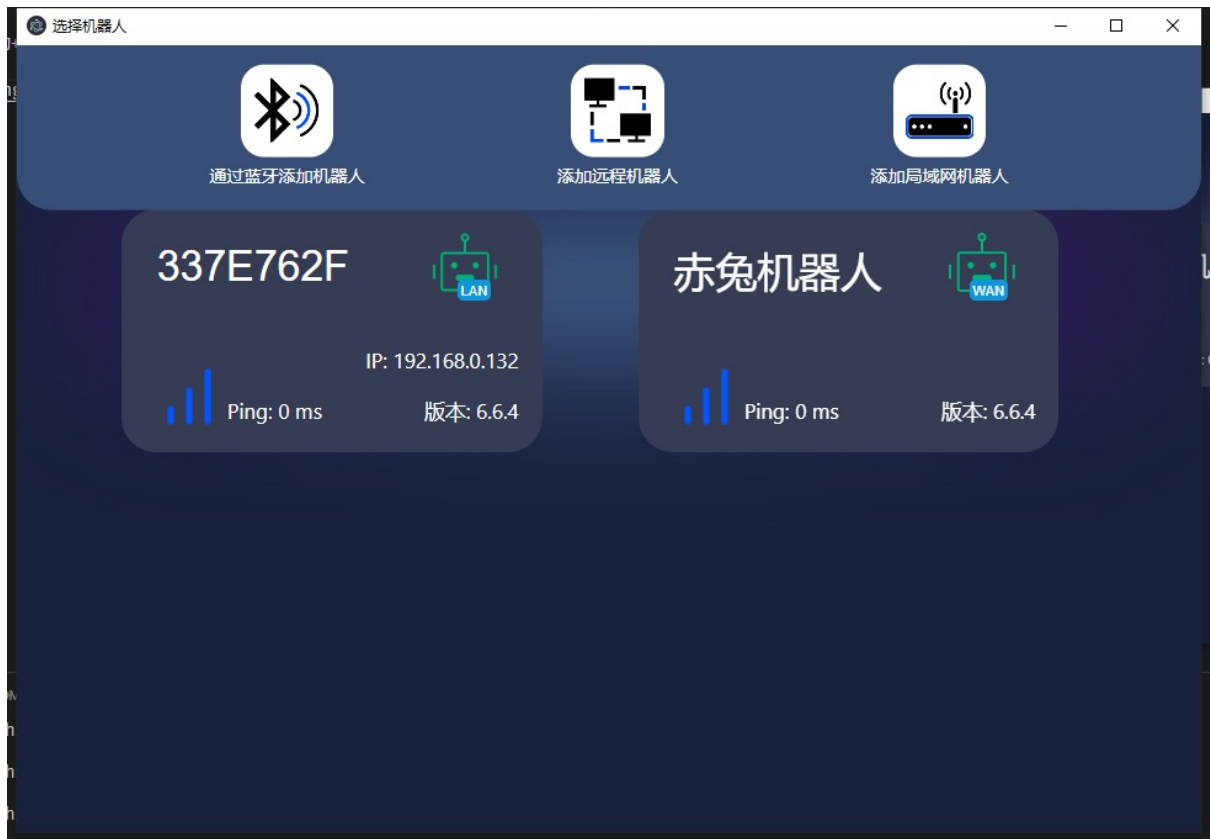 选择机器人
通过蓝牙添加机器人
添加远程机器人
添加局域网机器人
337E762F
LAN
IP: 192.168.0.132
Ping: 0 ms
版本: 6.6.4
赤兔机器人
WAN
Ping: 0 ms
版本: 6.6.4